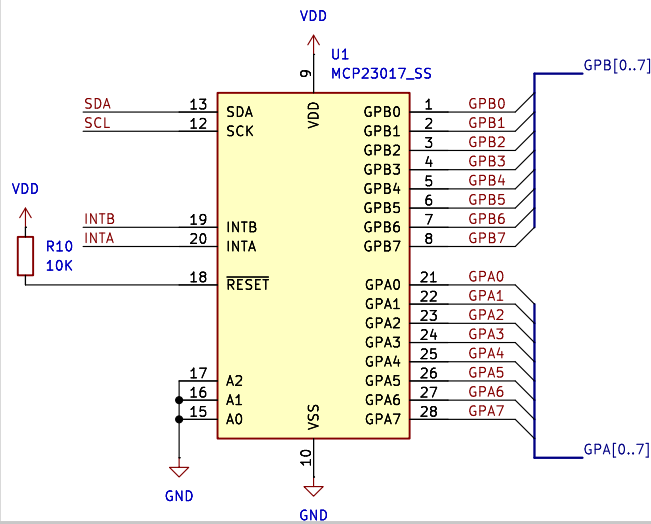 VDD
U1
MCP23017_SS
9
VDD
GPB[0..7]
SDA 13 SDA
SCL 12 SCK
GPB0 1 GPB0
GPB1 2 GPB1
GPB2 3 GPB2
GPB3 4 GPB3
GPB4 5 GPB4
GPB5 6 GPB5
GPB6 7 GPB6
GPB7 8 GPB7
VDD
R10
10K
INTB 19 INTB
INTA 20 INTA
18 RESET
GPA0 21 GPA0
GPA1 22 GPA1
GPA2 23 GPA2
GPA3 24 GPA3
GPA4 25 GPA4
GPA5 26 GPA5
GPA6 27 GPA6
GPA7 28 GPA7
17 A2
16 A1
15 A0
VSS
10
GPA[0..7]
GND
GND